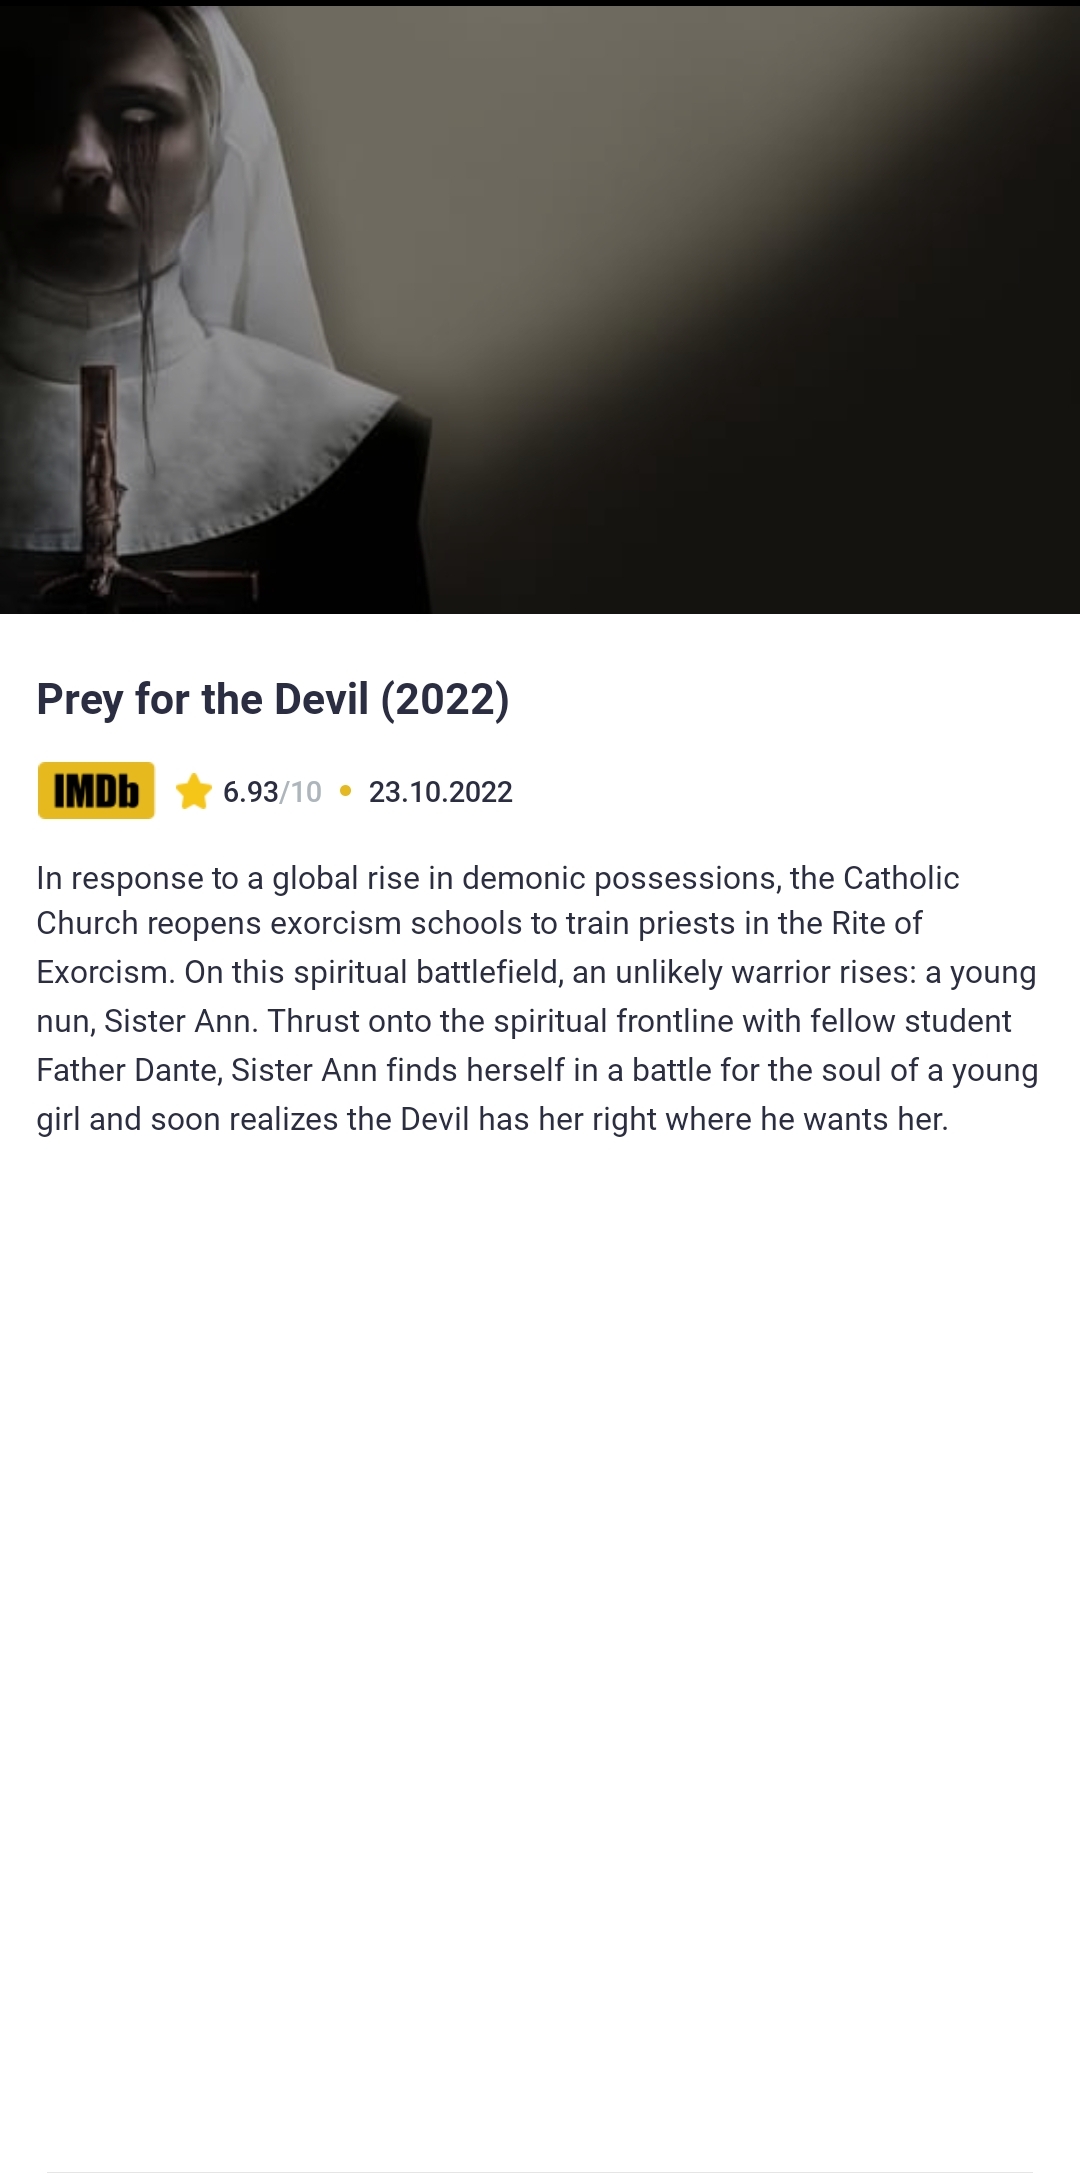 Prey for the Devil (2022)
IMDb 6.93/10 • 23.10.2022
In response to a global rise in demonic possessions, the Catholic
Church reopens exorcism schools to train priests in the Rite of
Exorcism. On this spiritual battlefield, an unlikely warrior rises: a young
nun, Sister Ann. Thrust onto the spiritual frontline with fellow student
Father Dante, Sister Ann finds herself in a battle for the soul of a young
girl and soon realizes the Devil has her right where he wants her.